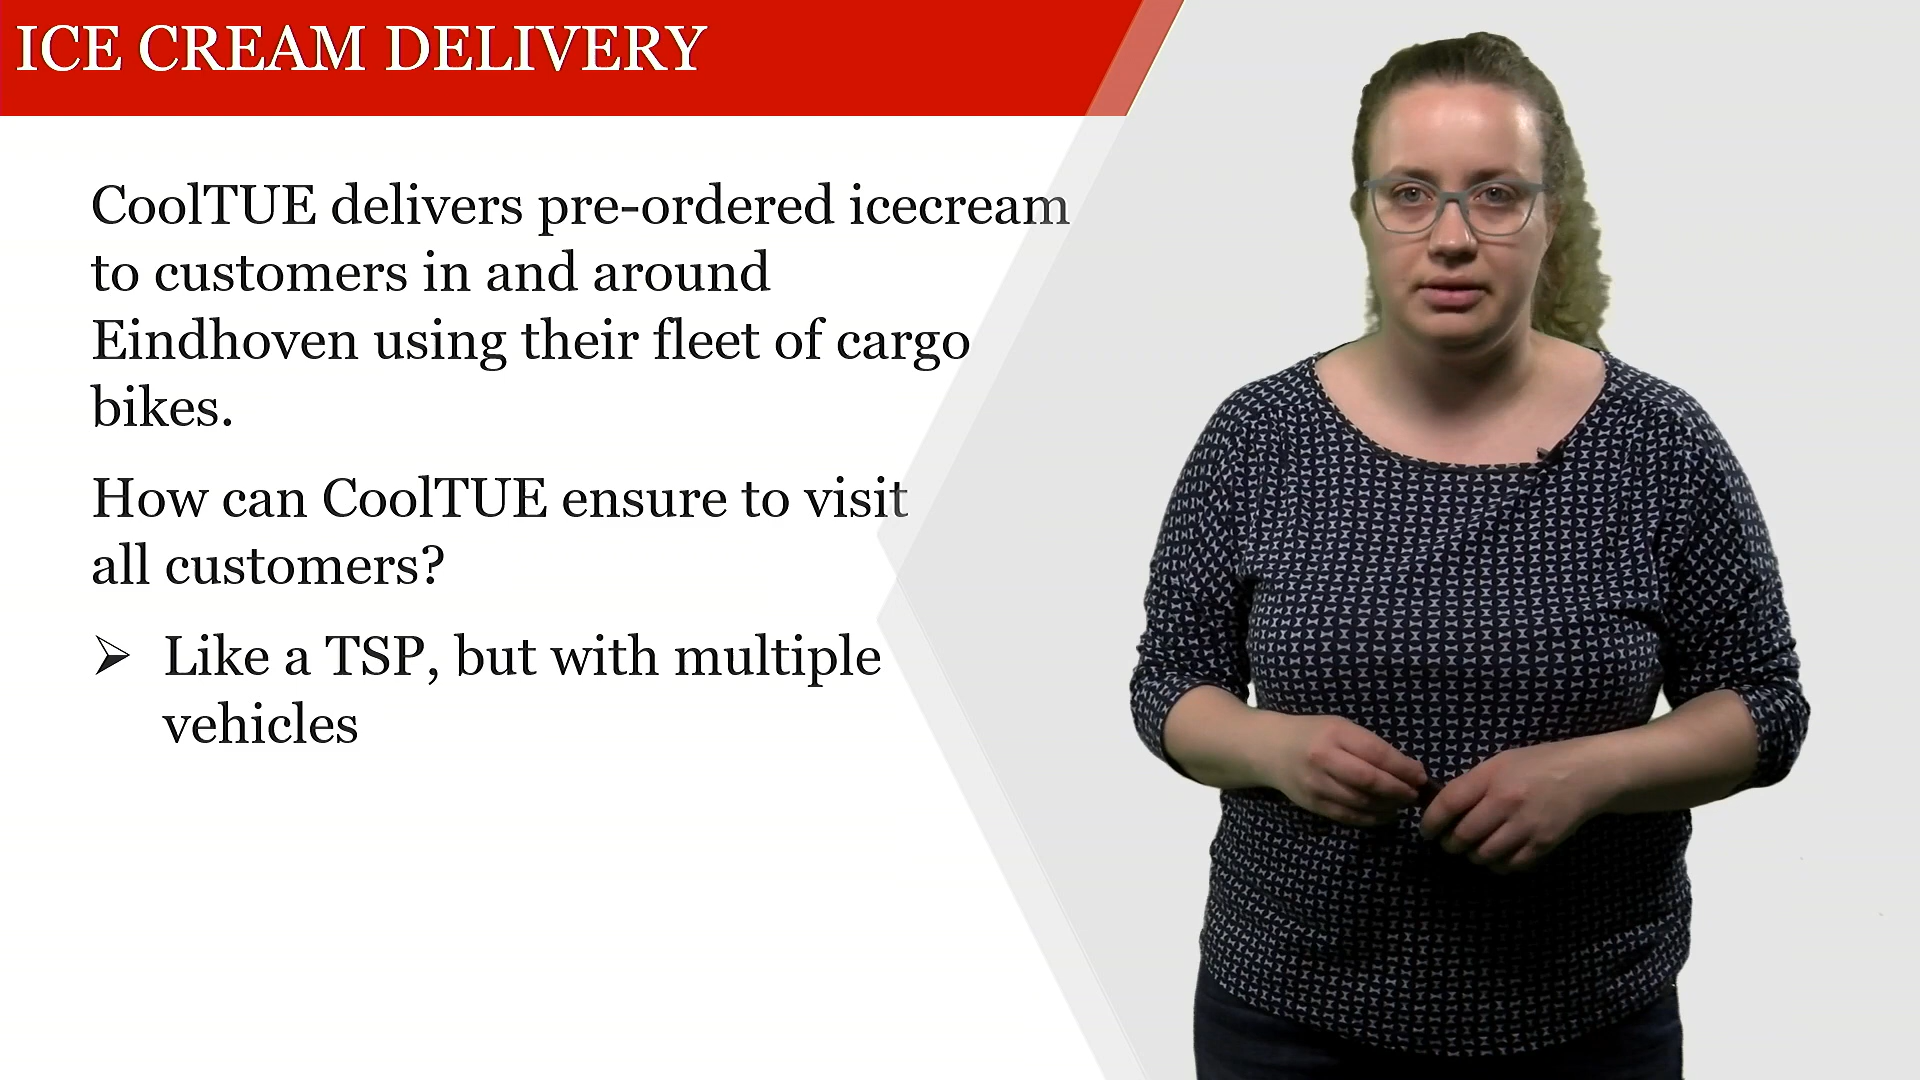 ICE CREAM DELIVERY
CoolTUE delivers pre-ordered icecream
to customers in and around
Eindhoven using their fleet of cargo
bikes.
How can CoolTUE ensure to visit
all customers?
➢ Like a TSP, but with multiple
vehicles